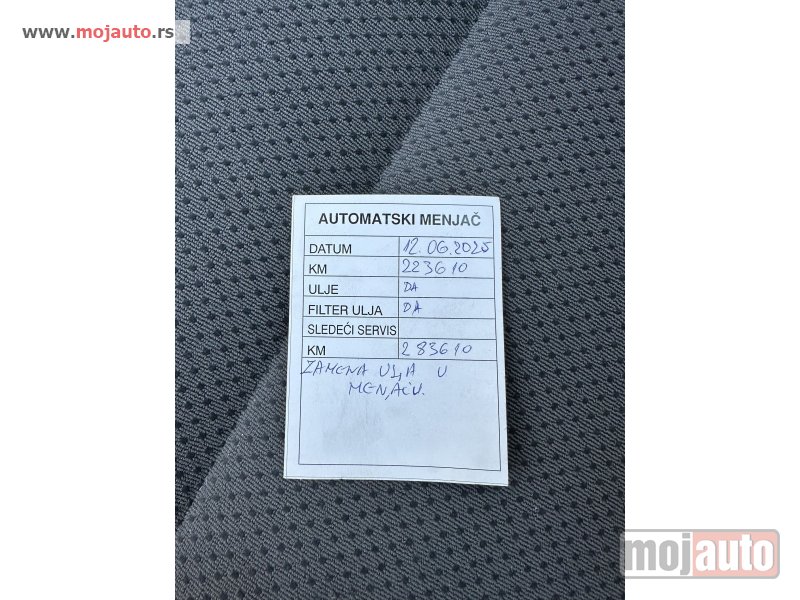 www.mojauto.rs
AUTOMATSKI MENJAČ
DATUM 12.06.2025
KM 223610
ULJE DA
FILTER ULJA DA
SLEDEĆI SERVIS
KM 283610
ZAMENA ULJA U
MENJAČU.
mojauto